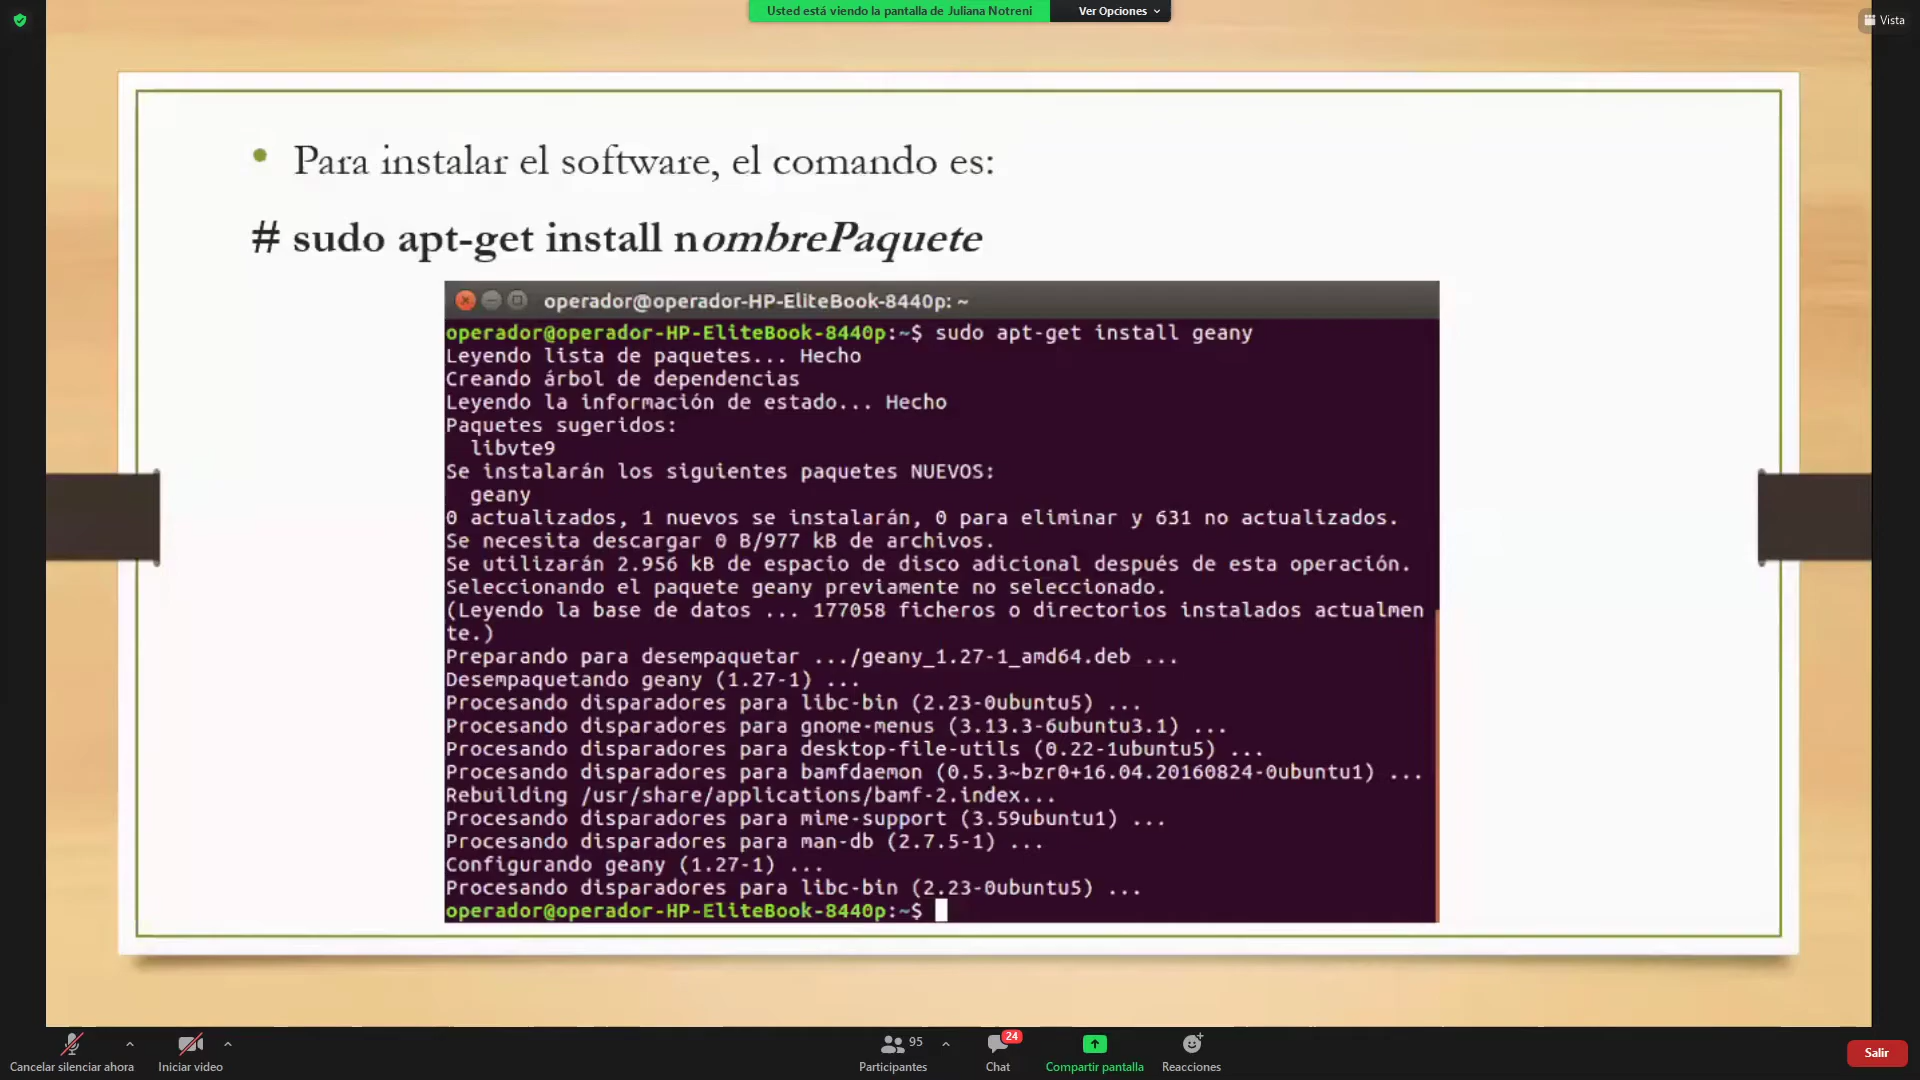 Usted está viendo la pantalla de Juliana Notreni
Ver Opciones
Vista
Para instalar el software, el comando es:
# sudo apt-get install nombrePaquete
operador@operador-HP-EliteBook-8440p: ~
operador@operador-HP-EliteBook-8440p:~$ sudo apt-get install geany
Leyendo lista de paquetes... Hecho
Creando árbol de dependencias
Leyendo la información de estado... Hecho
Paquetes sugeridos:
libvte9
Se instalarán los siguientes paquetes NUEVOS:
geany
0 actualizados, 1 nuevos se instalarán, 0 para eliminar y 631 no actualizados.
Se necesita descargar 0 B/977 kB de archivos.
Se utilizarán 2.956 kB de espacio de disco adicional después de esta operación.
Seleccionando el paquete geany previamente no seleccionado.
(Leyendo la base de datos ... 177058 ficheros o directorios instalados actualmen
te.)
Preparando para desempaquetar .../geany_1.27-1_amd64.deb ...
Desempaquetando geany (1.27-1) ...
Procesando disparadores para libc-bin (2.23-0ubuntu5) ...
Procesando disparadores para gnome-menus (3.13.3-6ubuntu3.1) ...
Procesando disparadores para desktop-file-utils (0.22-1ubuntu5) ...
Procesando disparadores para bamfdaemon (0.5.3~bzr0+16.04.20160824-0ubuntu1) ...
Rebuilding /usr/share/applications/bamf-2.index...
Procesando disparadores para mime-support (3.59ubuntu1) ...
Procesando disparadores para man-db (2.7.5-1) ...
Configurando geany (1.27-1) ...
Procesando disparadores para libc-bin (2.23-0ubuntu5) ...
operador@operador-HP-EliteBook-8440p:~$
Cancelar silenciar ahora
Iniciar video
95
Participantes
24
Chat
Compartir pantalla
Reacciones
Salir